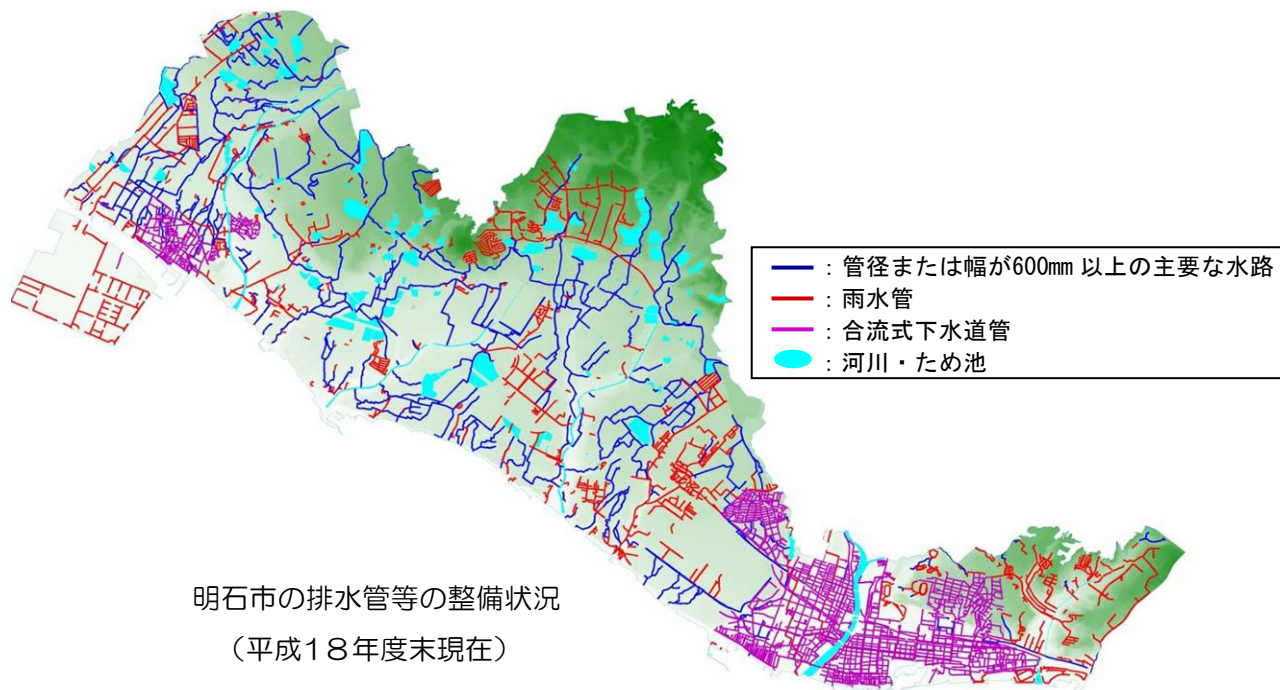 ：管径または幅が600mm 以上の主要な水路
：雨水管
：合流式下水道管
：河川・ため池
明石市の排水管等の整備状況
（平成１８年度末現在）